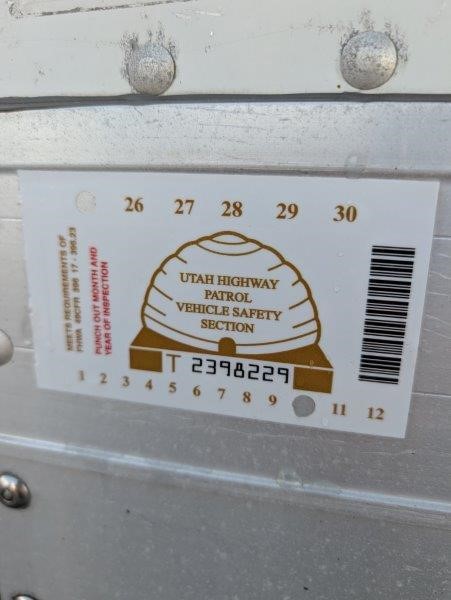 26 27 28 29 30
MEETS REQUIREMENTS OF
FHWA 49CFR 396 17 - 396.23
PUNCH OUT MONTH AND
YEAR OF INSPECTION
UTAH HIGHWAY
PATROL
VEHICLE SAFETY
SECTION
T 2398229
1 2 3 4 5 6 7 8 9 11 12